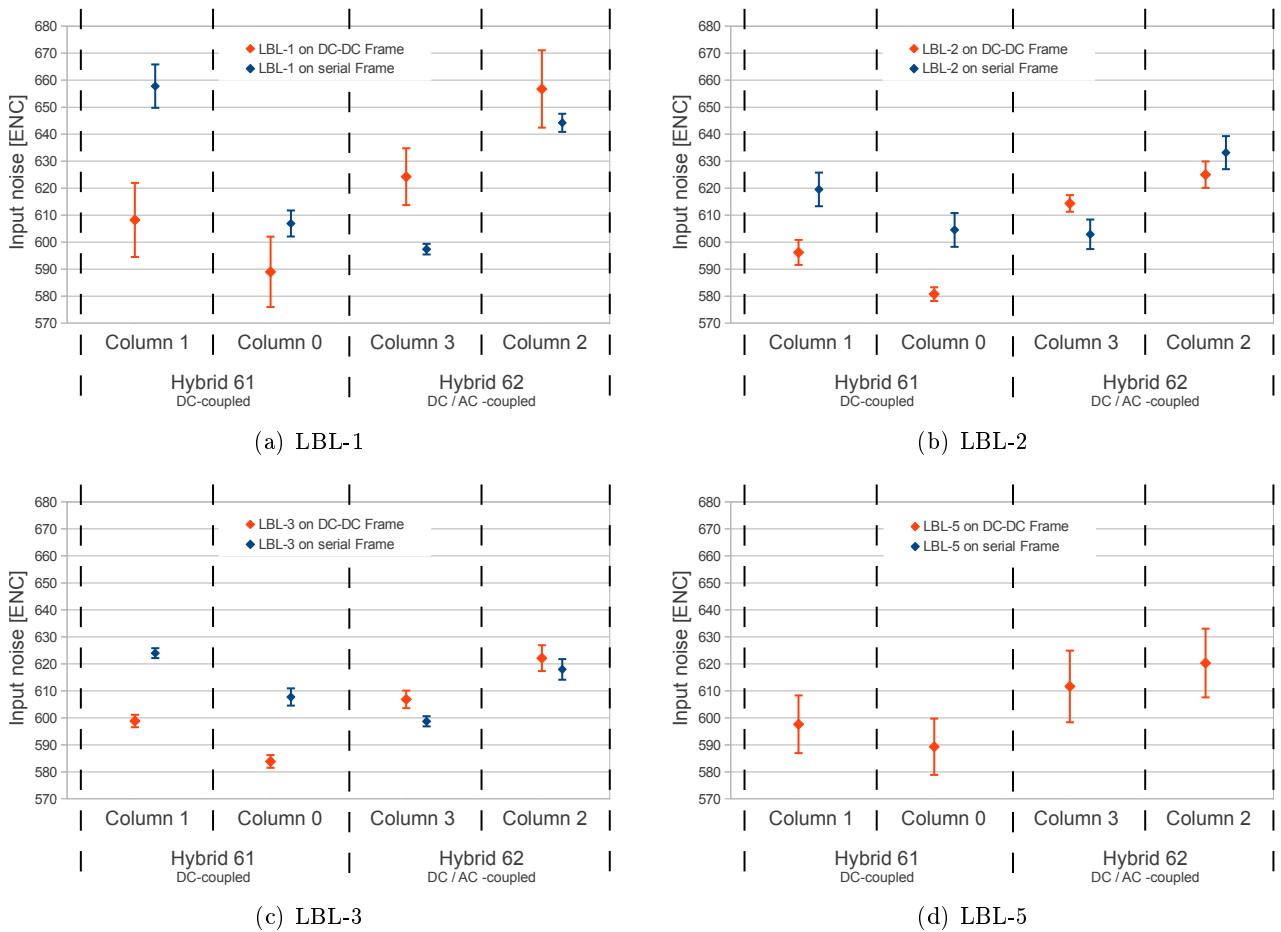 680
670
660
650
640
630
620
610
600
590
580
570
Input noise [ENC]
LBL-1 on DC-DC Frame
LBL-1 on serial Frame
Column 1 Column 0 Column 3 Column 2
Hybrid 61 Hybrid 62
DC-coupled DC / AC -coupled
(a) LBL-1
680
670
660
650
640
630
620
610
600
590
580
570
Input noise [ENC]
LBL-2 on DC-DC Frame
LBL-2 on serial Frame
Column 1 Column 0 Column 3 Column 2
Hybrid 61 Hybrid 62
DC-coupled DC / AC -coupled
(b) LBL-2
680
670
660
650
640
630
620
610
600
590
580
570
Input noise [ENC]
LBL-3 on DC-DC Frame
LBL-3 on serial Frame
Column 1 Column 0 Column 3 Column 2
Hybrid 61 Hybrid 62
DC-coupled DC / AC -coupled
(c) LBL-3
680
670
660
650
640
630
620
610
600
590
580
570
Input noise [ENC]
LBL-5 on DC-DC Frame
LBL-5 on serial Frame
Column 1 Column 0 Column 3 Column 2
Hybrid 61 Hybrid 62
DC-coupled DC / AC -coupled
(d) LBL-5